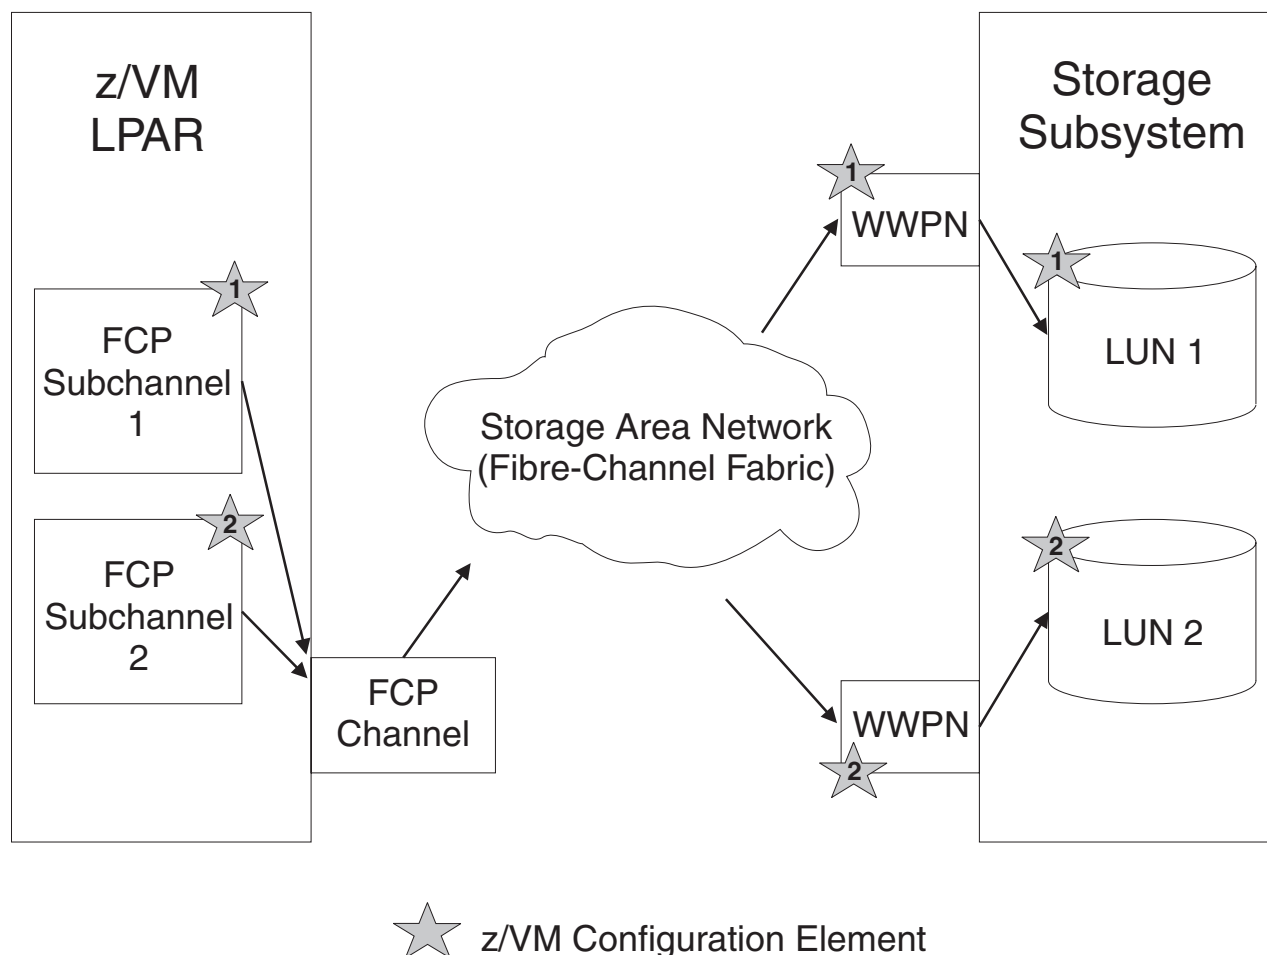 z/VM
LPAR
Storage
Subsystem
1
WWPN
1
LUN 1
1
FCP
Subchannel
1
Storage Area Network
(Fibre-Channel Fabric)
2
FCP
Subchannel
2
2
LUN 2
FCP
Channel
WWPN
2
z/VM Configuration Element